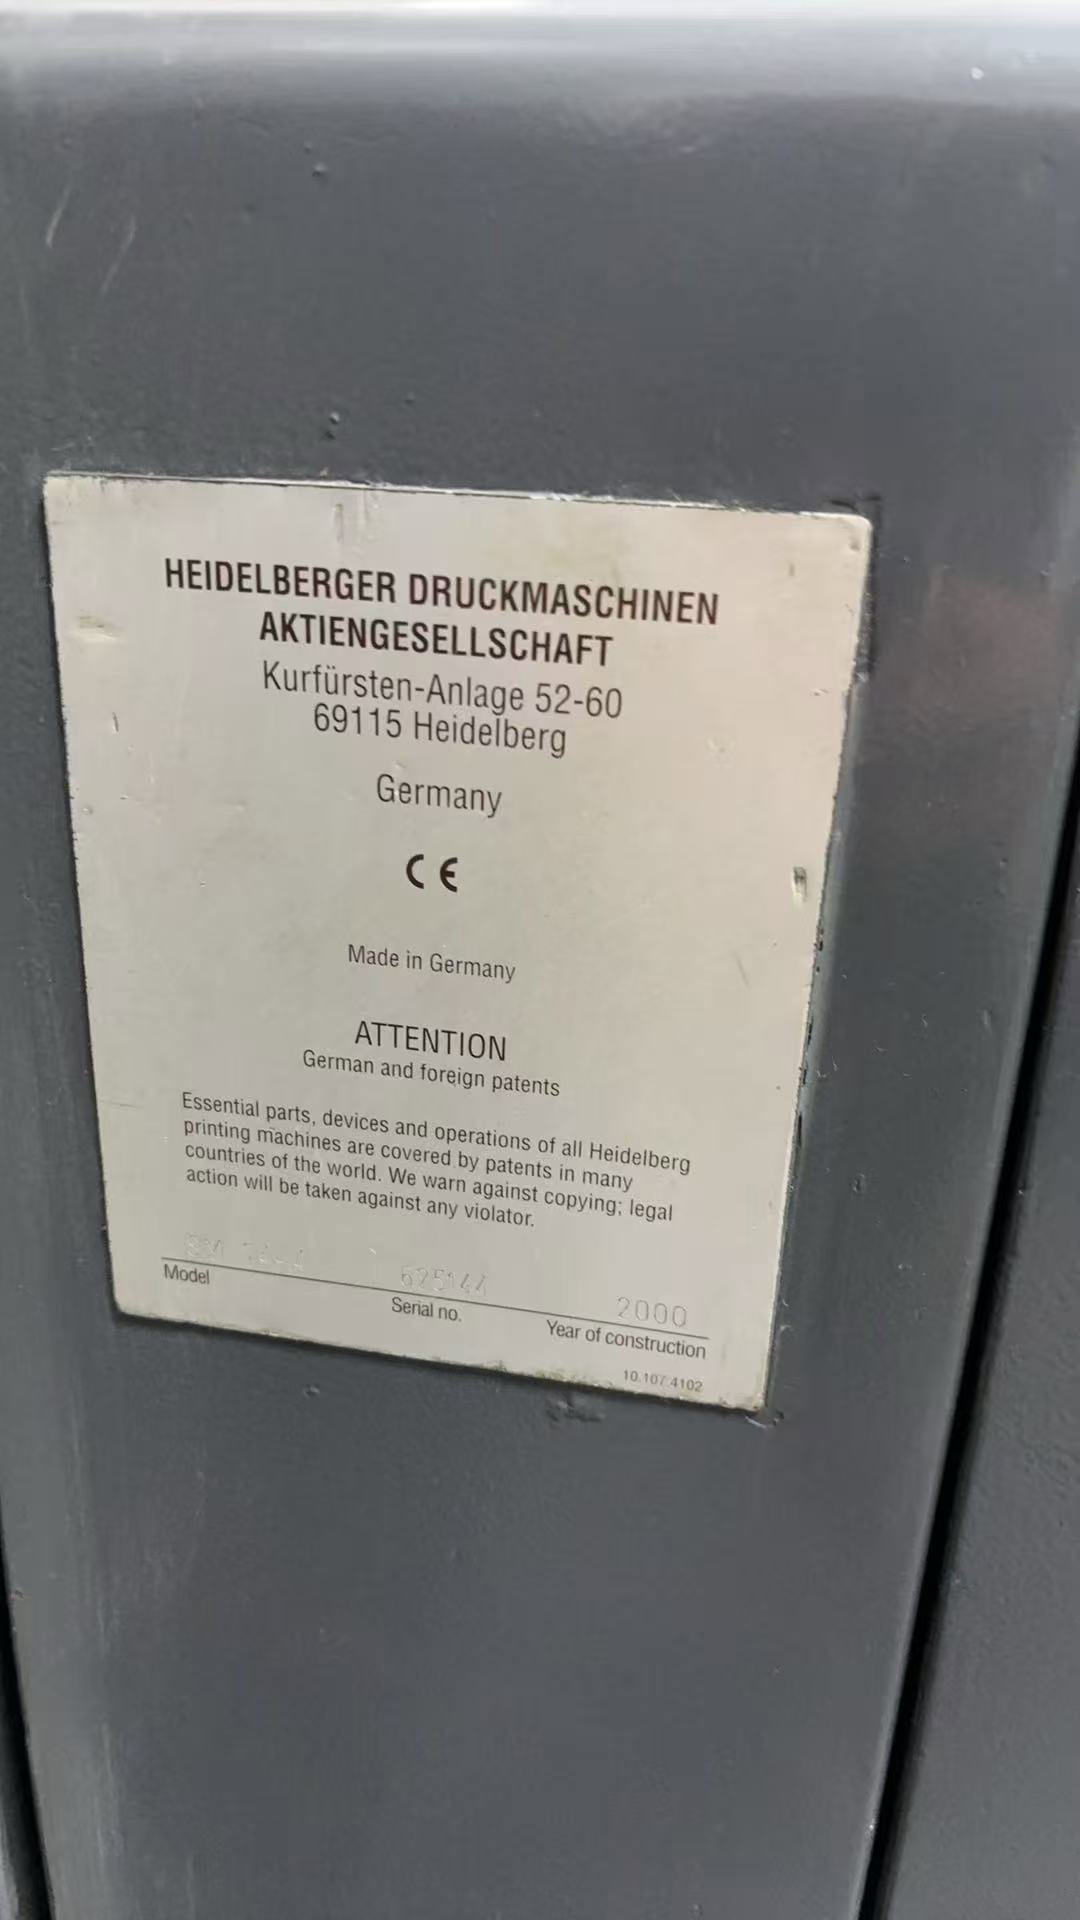 HEIDELBERGER DRUCKMASCHINEN
AKTIENGESELLSCHAFT
Kurfürsten-Anlage 52-60
69115 Heidelberg
Germany
CE
Made in Germany
ATTENTION
German and foreign patents
Essential parts, devices and operations of all Heidelberg
printing machines are covered by patents in many
countries of the world. We warn against copying; legal
action will be taken against any violator.
625144 2000
Model Serial no. Year of construction
10.107.4102